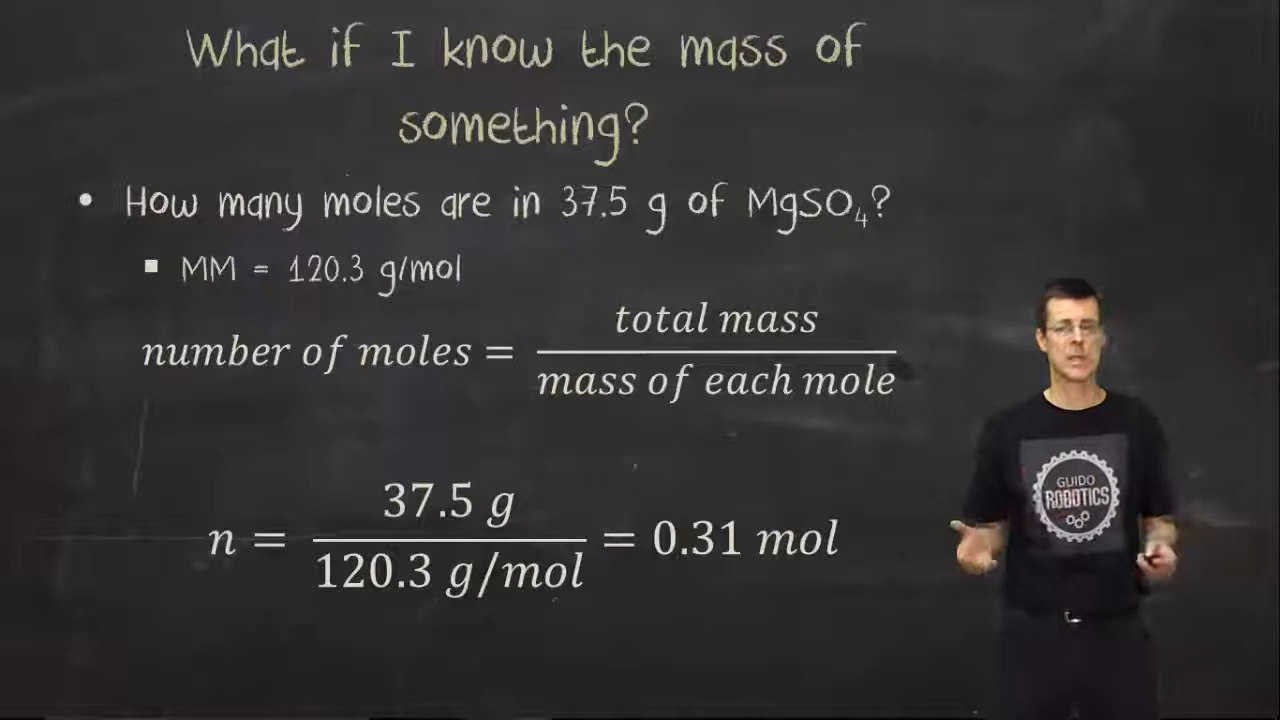 What if I know the mass of
something?
• How many moles are in 37.5 g of MgSO₄?
▪ MM = 120.3 g/mol
number of moles = total mass / mass of each mole
n = 37.5 g / 120.3 g/mol = 0.31 mol
GUIDO
ROBOTICS